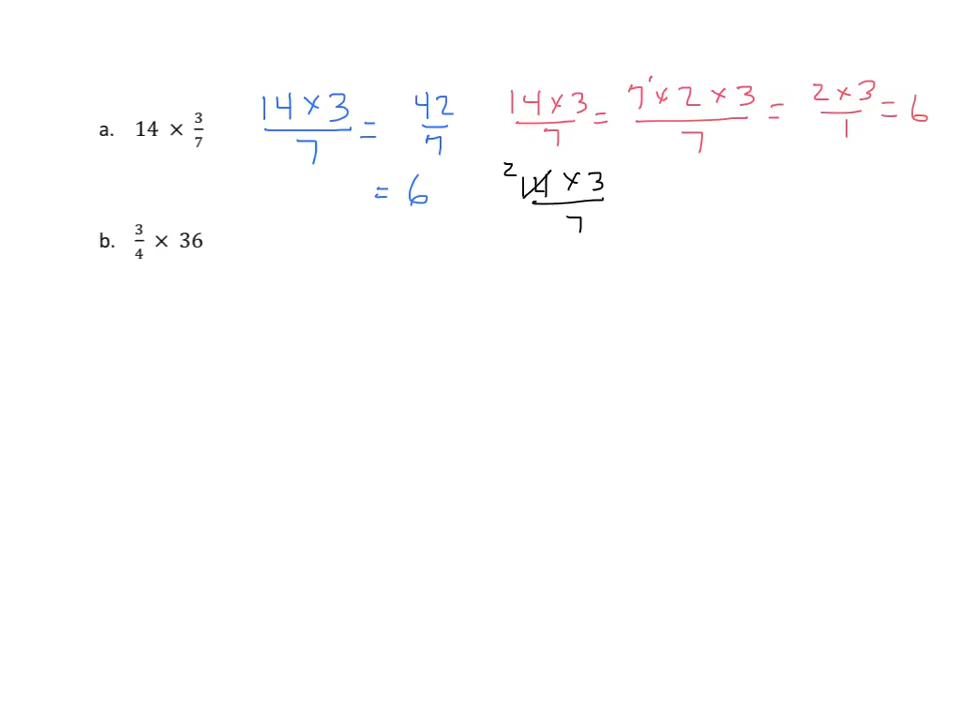 a. 14 × 3/7
14 × 3 / 7 = 42/7
= 6
14 × 3 / 7 = 7 × 2 × 3 / 7 = 2 × 3 / 1 = 6
2 14 × 3 / 7
b. 3/4 × 36